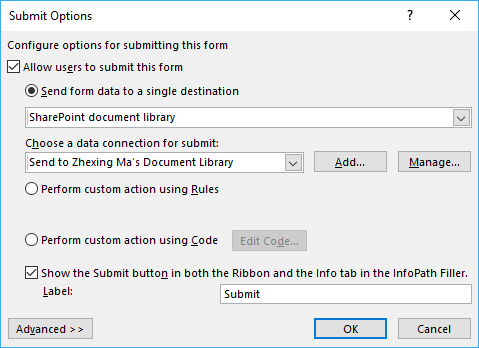 Submit Options
Configure options for submitting this form
Allow users to submit this form
Send form data to a single destination
SharePoint document library
Choose a data connection for submit:
Send to Zhexing Ma's Document Library
Add...
Manage...
Perform custom action using Rules
Perform custom action using Code
Edit Code...
Show the Submit button in both the Ribbon and the Info tab in the InfoPath Filler.
Label:
Submit
Advanced >>
OK
Cancel